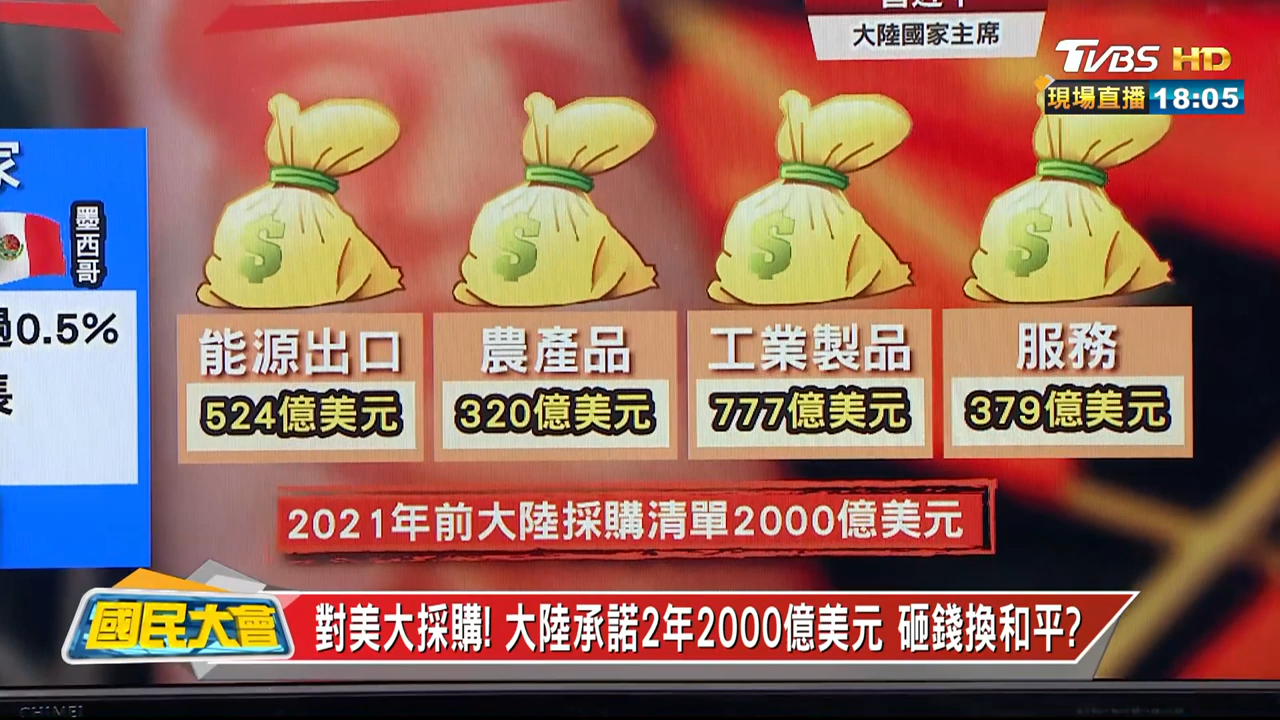 大陸國家主席
TVBS HD
現場直播 18:05
家
墨西哥
過0.5%
長
能源出口
524億美元
農產品
320億美元
工業製品
777億美元
服務
379億美元
2021年前大陸採購清單2000億美元
國民大會
對美大採購! 大陸承諾2年2000億美元 砸錢換和平?
CHIMEI